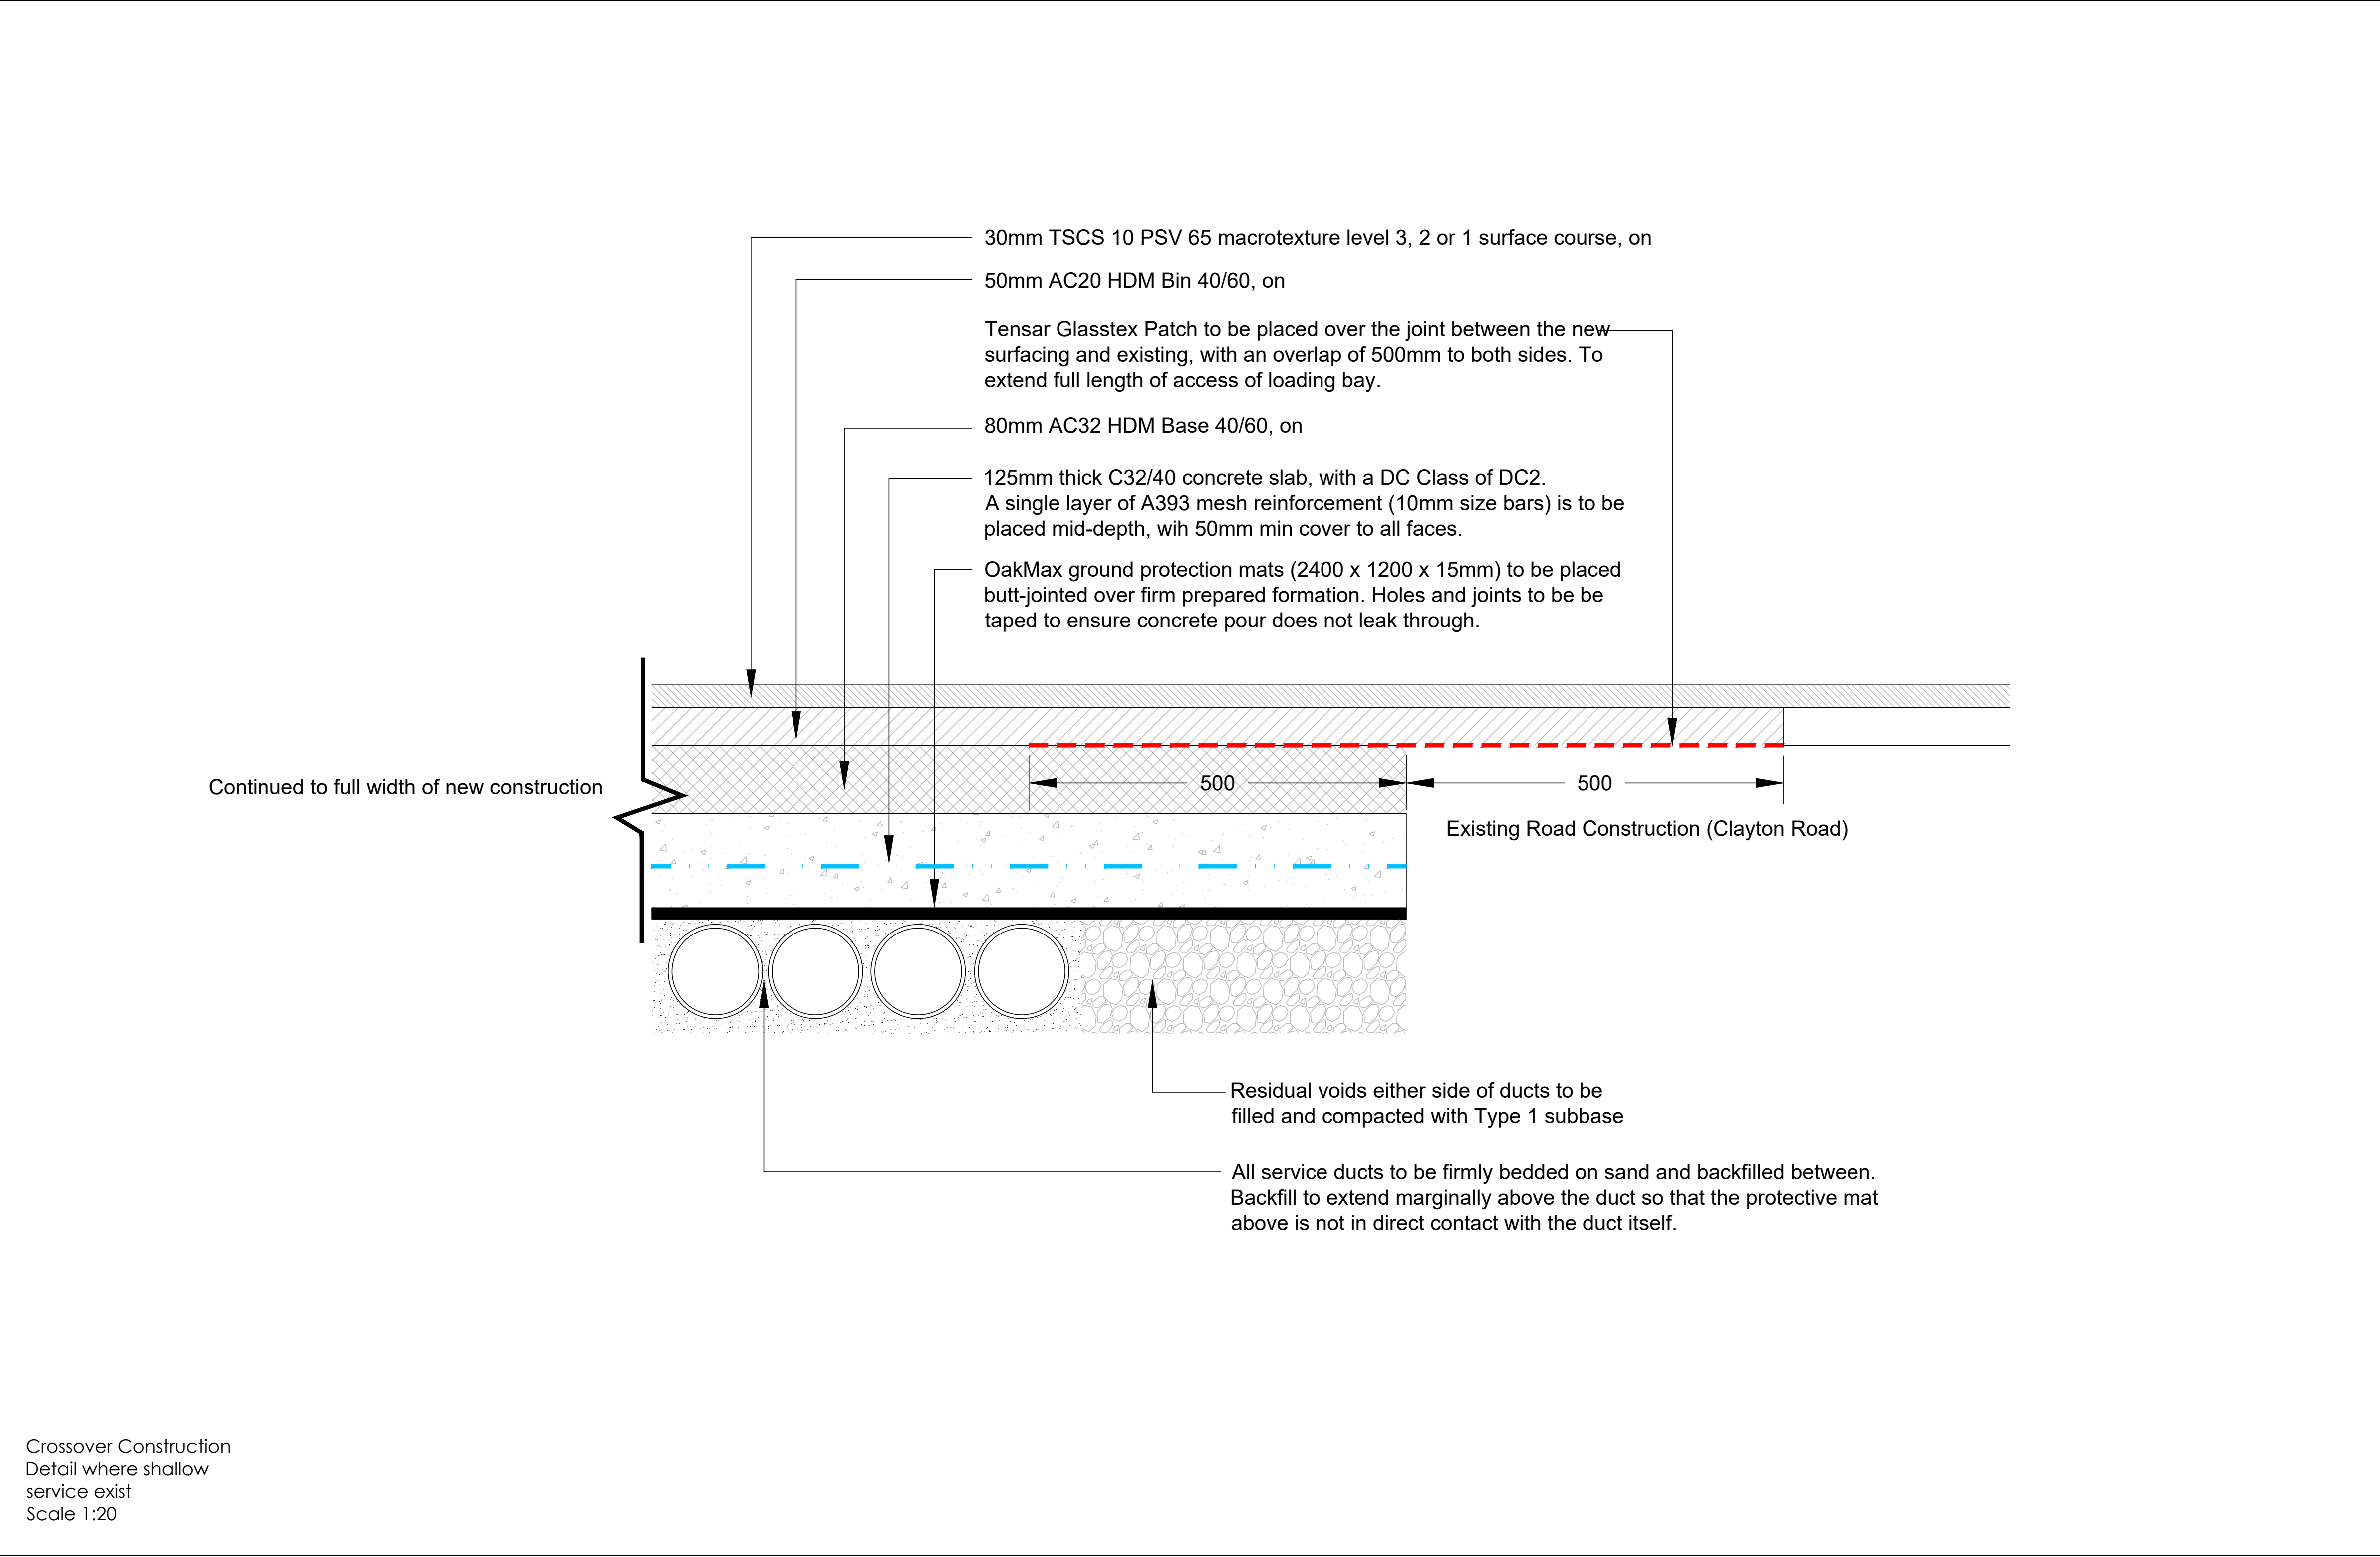 30mm TSCS 10 PSV 65 macrotexture level 3, 2 or 1 surface course, on
50mm AC20 HDM Bin 40/60, on
Tensar Glasstex Patch to be placed over the joint between the new
surfacing and existing, with an overlap of 500mm to both sides. To
extend full length of access of loading bay.
80mm AC32 HDM Base 40/60, on
125mm thick C32/40 concrete slab, with a DC Class of DC2.
A single layer of A393 mesh reinforcement (10mm size bars) is to be
placed mid-depth, wih 50mm min cover to all faces.
OakMax ground protection mats (2400 x 1200 x 15mm) to be placed
butt-jointed over firm prepared formation. Holes and joints to be be
taped to ensure concrete pour does not leak through.
Continued to full width of new construction
500
500
Existing Road Construction (Clayton Road)
Residual voids either side of ducts to be
filled and compacted with Type 1 subbase
All service ducts to be firmly bedded on sand and backfilled between.
Backfill to extend marginally above the duct so that the protective mat
above is not in direct contact with the duct itself.
Crossover Construction
Detail where shallow
service exist
Scale 1:20